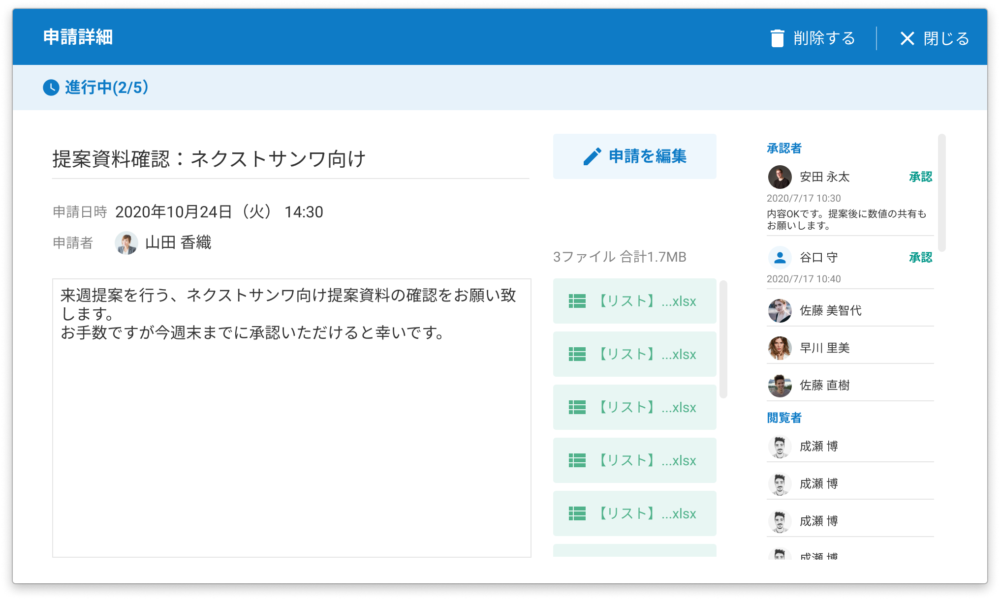 申請詳細
削除する
閉じる
進行中(2/5)
提案資料確認：ネクストサンワ向け
申請日時 2020年10月24日（火） 14:30
申請者 山田 香織
来週提案を行う、ネクストサンワ向け提案資料の確認をお願い致
します。
お手数ですが今週末までに承認いただけると幸いです。
申請を編集
3ファイル 合計1.7MB
【リスト】...xlsx
【リスト】...xlsx
【リスト】...xlsx
【リスト】...xlsx
【リスト】...xlsx
承認者
安田 永太 承認
2020/7/17 10:30
内容OKです。提案後に数値の共有も
お願いします。
谷口 守 承認
2020/7/17 10:40
佐藤 美智代
早川 里美
佐藤 直樹
閲覧者
成瀬 博
成瀬 博
成瀬 博
成瀬 博